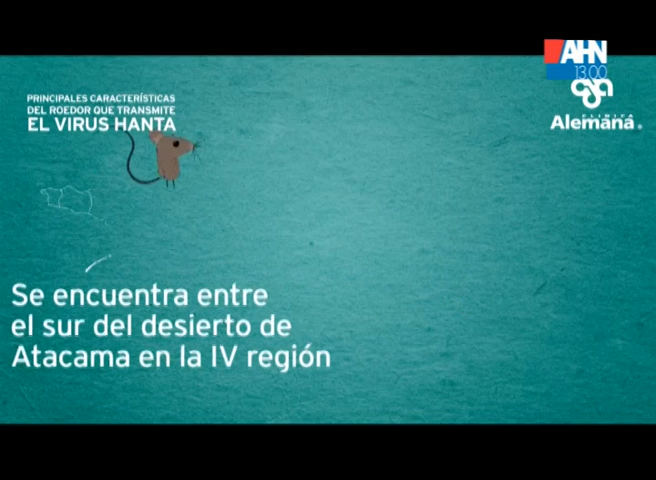 PRINCIPALES CARACTERÍSTICAS
DEL ROEDOR QUE TRANSMITE
EL VIRUS HANTA
AHN
13:00
CLINICA
Alemana®
Se encuentra entre
el sur del desierto de
Atacama en la IV región